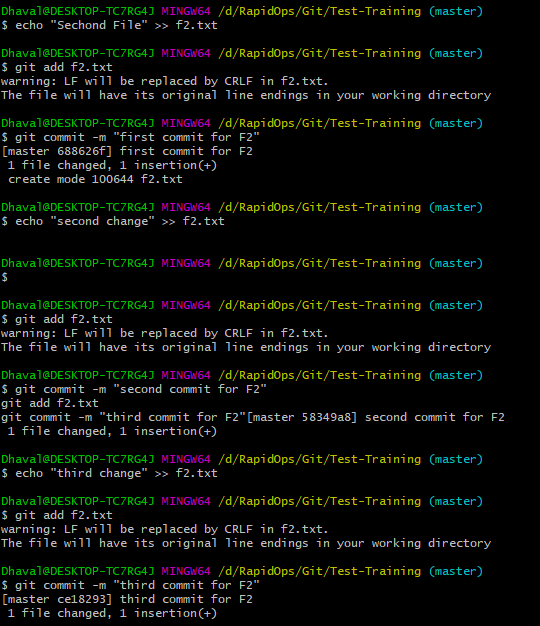 Dhaval@DESKTOP-TC7RG4J MINGW64 /d/RapidOps/Git/Test-Training (master)
$ echo "Sechond File" >> f2.txt
Dhaval@DESKTOP-TC7RG4J MINGW64 /d/RapidOps/Git/Test-Training (master)
$ git add f2.txt
warning: LF will be replaced by CRLF in f2.txt.
The file will have its original line endings in your working directory
Dhaval@DESKTOP-TC7RG4J MINGW64 /d/RapidOps/Git/Test-Training (master)
$ git commit -m "first commit for F2"
[master 688626f] first commit for F2
 1 file changed, 1 insertion(+)
 create mode 100644 f2.txt
Dhaval@DESKTOP-TC7RG4J MINGW64 /d/RapidOps/Git/Test-Training (master)
$ echo "second change" >> f2.txt
Dhaval@DESKTOP-TC7RG4J MINGW64 /d/RapidOps/Git/Test-Training (master)
$
Dhaval@DESKTOP-TC7RG4J MINGW64 /d/RapidOps/Git/Test-Training (master)
$ git add f2.txt
warning: LF will be replaced by CRLF in f2.txt.
The file will have its original line endings in your working directory
Dhaval@DESKTOP-TC7RG4J MINGW64 /d/RapidOps/Git/Test-Training (master)
$ git commit -m "second commit for F2"
git add f2.txt
git commit -m "third commit for F2"[master 58349a8] second commit for F2
 1 file changed, 1 insertion(+)
Dhaval@DESKTOP-TC7RG4J MINGW64 /d/RapidOps/Git/Test-Training (master)
$ echo "third change" >> f2.txt
Dhaval@DESKTOP-TC7RG4J MINGW64 /d/RapidOps/Git/Test-Training (master)
$ git add f2.txt
warning: LF will be replaced by CRLF in f2.txt.
The file will have its original line endings in your working directory
Dhaval@DESKTOP-TC7RG4J MINGW64 /d/RapidOps/Git/Test-Training (master)
$ git commit -m "third commit for F2"
[master ce18293] third commit for F2
 1 file changed, 1 insertion(+)